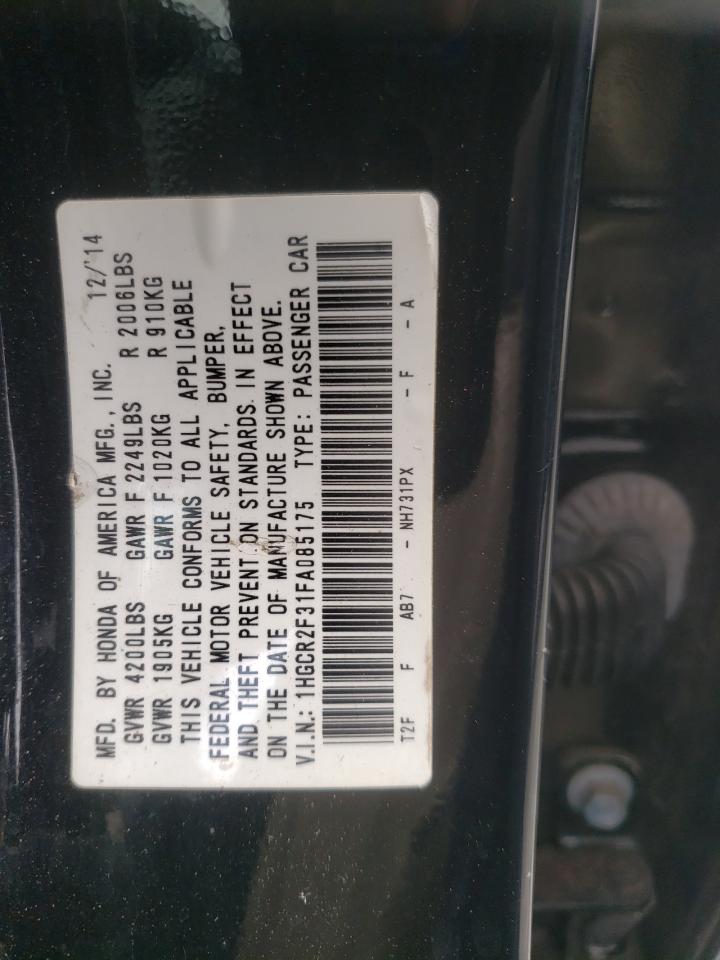 MFD. BY HONDA OF AMERICA MFG., INC. 12/'14
GVWR 4200LBS GAWR F 2249LBS R 2006LBS
GVWR 1905KG GAWR F 1020KG R 910KG
THIS VEHICLE CONFORMS TO ALL APPLICABLE
FEDERAL MOTOR VEHICLE SAFETY, BUMPER,
AND THEFT PREVENTION STANDARDS IN EFFECT
ON THE DATE OF MANUFACTURE SHOWN ABOVE.
V.I.N.: 1HGCR2F31FA085175 TYPE: PASSENGER CAR
T2F F AB7 - NH731PX - F - A